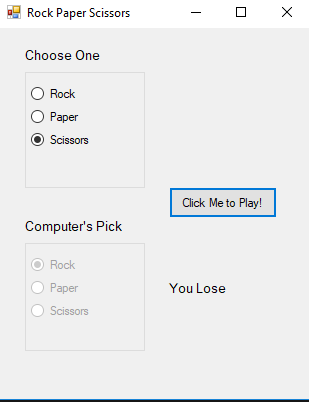 Rock Paper Scissors
Choose One
Rock
Paper
Scissors
Click Me to Play!
Computer's Pick
Rock
Paper
Scissors
You Lose